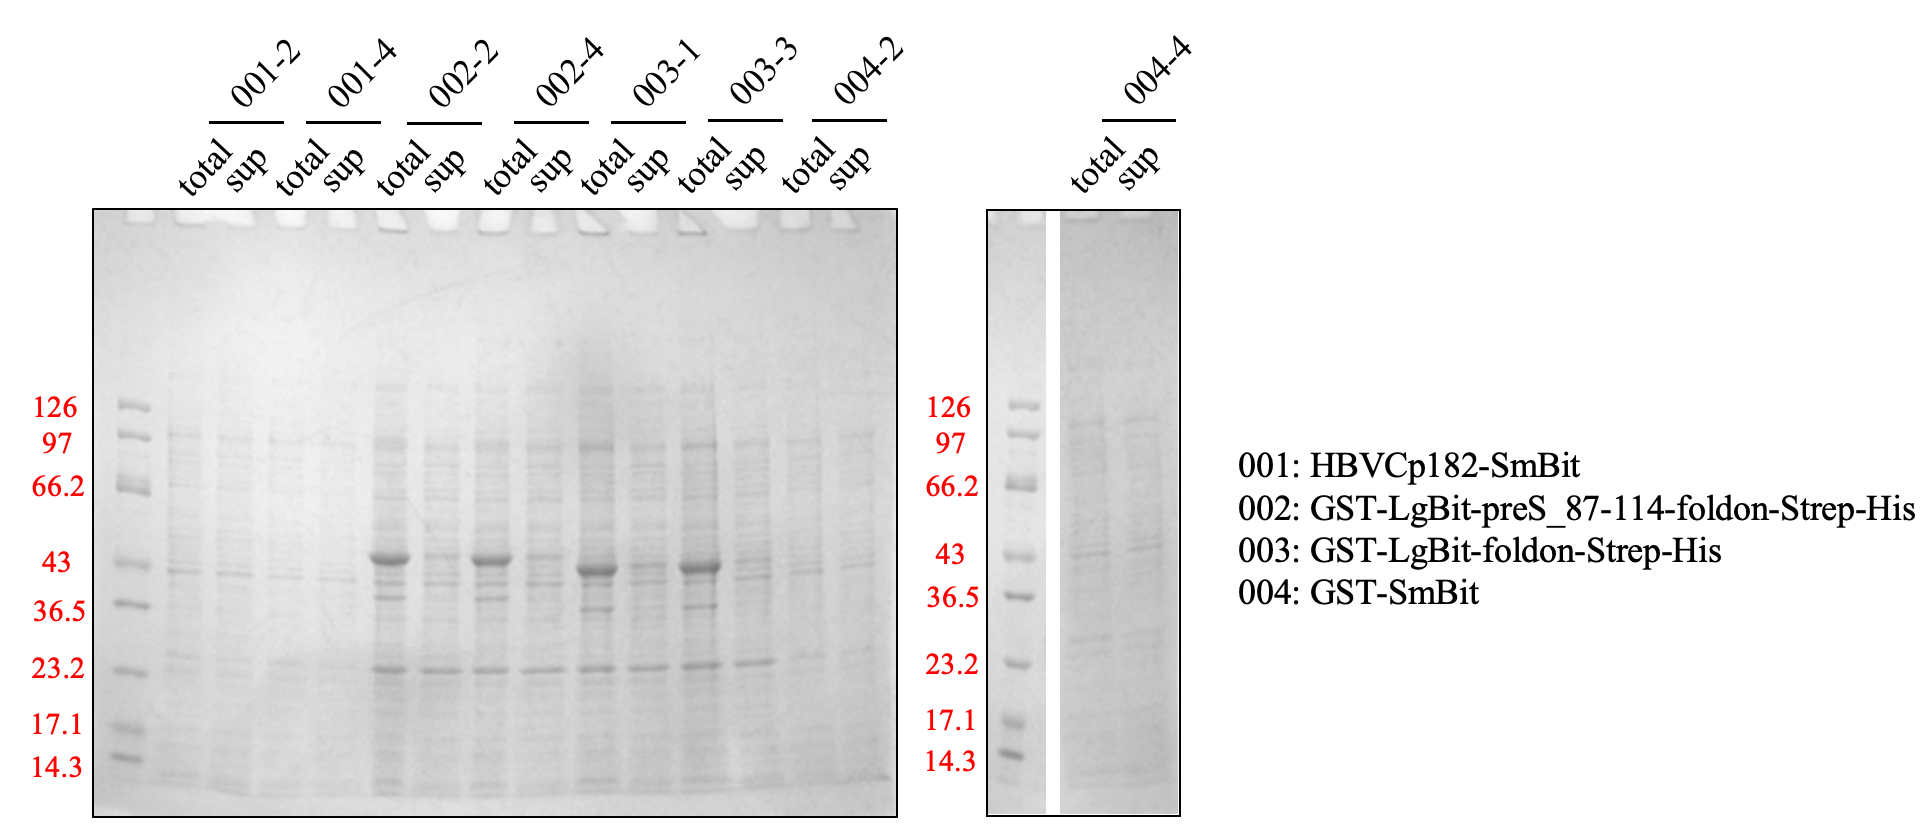 001-2
001-4
002-2
002-4
003-1
003-3
004-2
004-4
total
sup
total
sup
total
sup
total
sup
total
sup
total
sup
total
sup
total
sup
126
97
66.2
43
36.5
23.2
17.1
14.3
126
97
66.2
43
36.5
23.2
17.1
14.3
001: HBVCp182-SmBit
002: GST-LgBit-preS_87-114-foldon-Strep-His
003: GST-LgBit-foldon-Strep-His
004: GST-SmBit